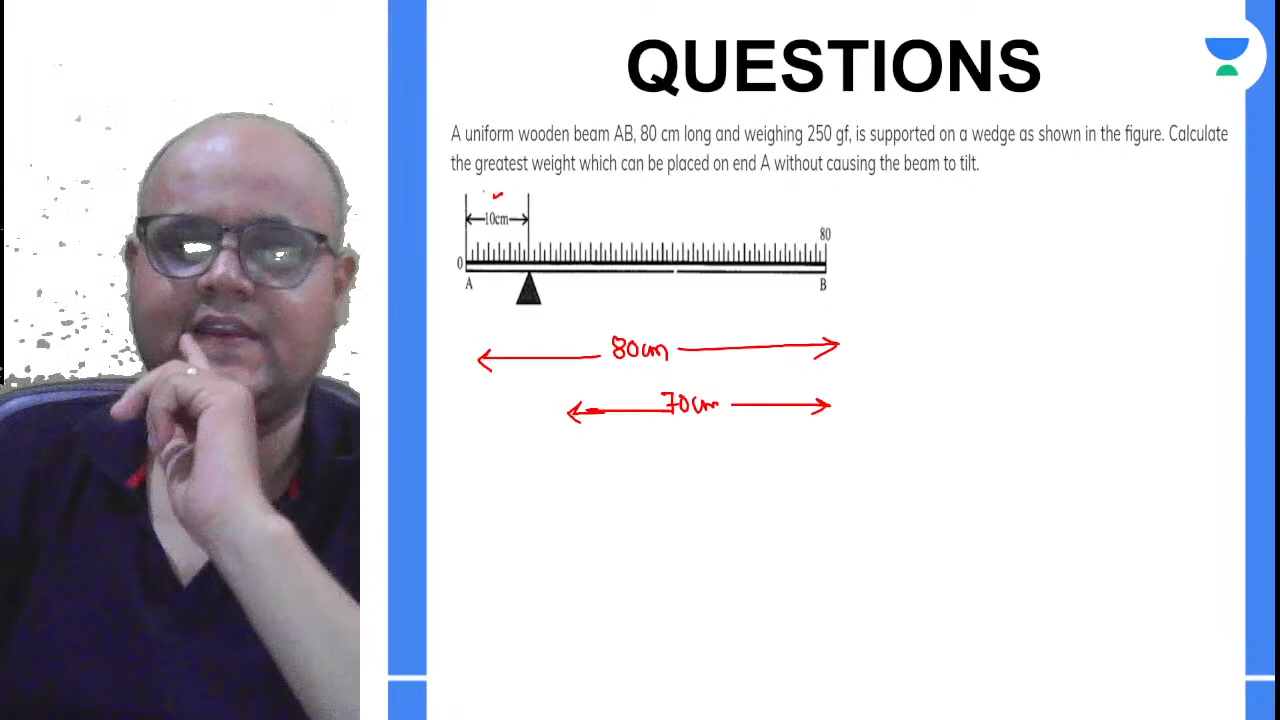 QUESTIONS
A uniform wooden beam AB, 80 cm long and weighing 250 gf, is supported on a wedge as shown in the figure. Calculate
the greatest weight which can be placed on end A without causing the beam to tilt.
10cm
80
0
A
B
80cm
70cm